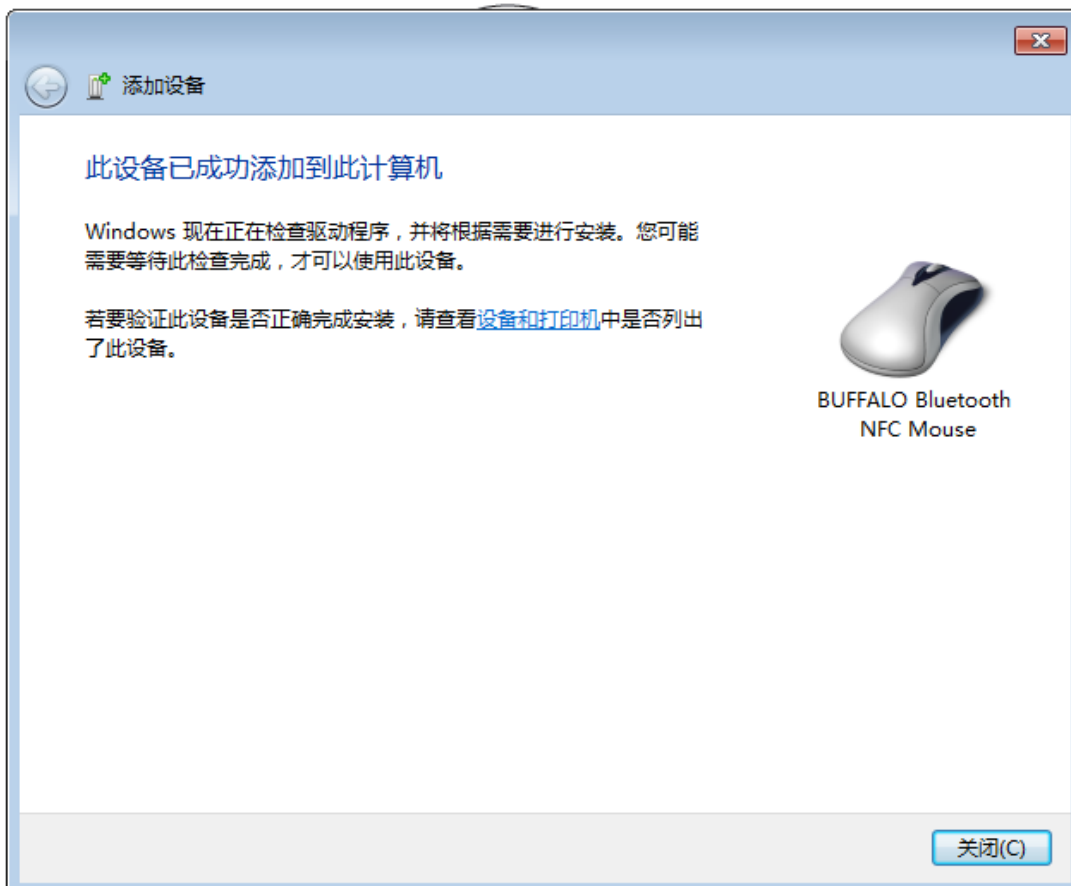 添加设备
此设备已成功添加到此计算机
Windows 现在正在检查驱动程序，并将根据需要进行安装。您可能
需要等待此检查完成，才可以使用此设备。
若要验证此设备是否正确完成安装，请查看设备和打印机中是否列出
了此设备。
BUFFALO Bluetooth
NFC Mouse
关闭(C)